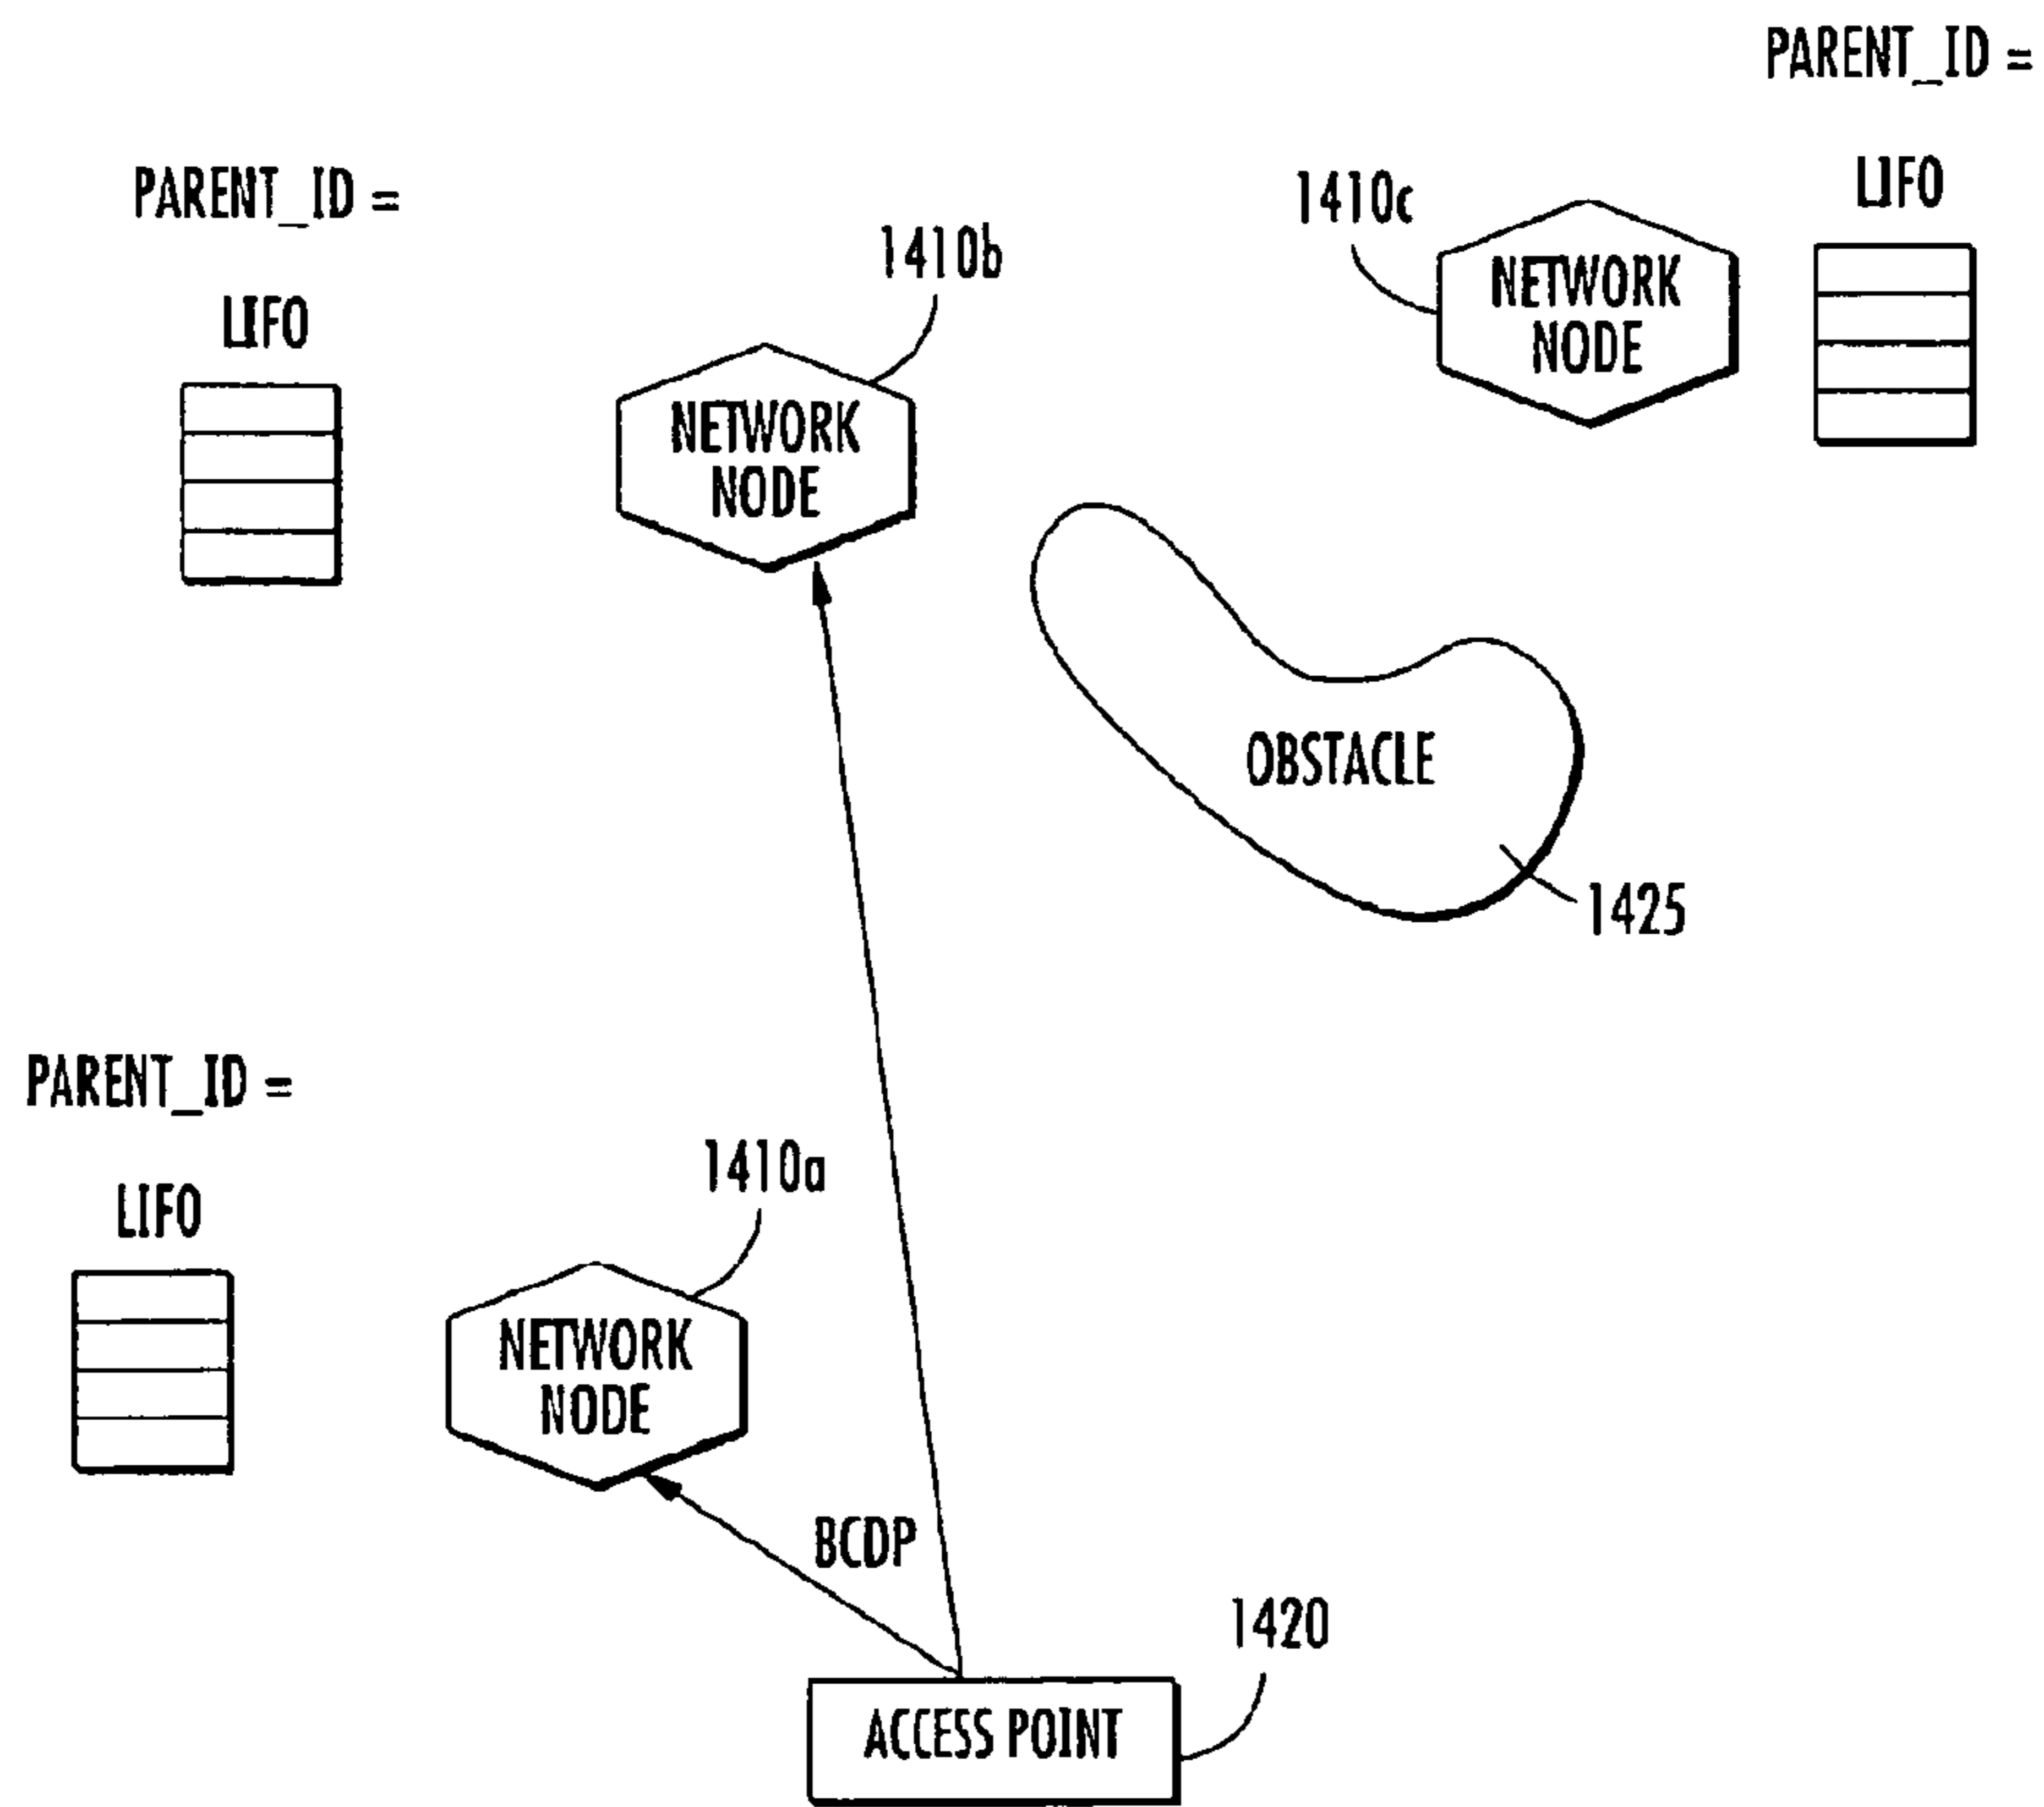 PARENT_ID =
LIFO
1410c
NETWORK
NODE
PARENT_ID =
LIFO
1410b
NETWORK
NODE
OBSTACLE
1425
PARENT_ID =
LIFO
1410a
NETWORK
NODE
BCDP
1420
ACCESS POINT